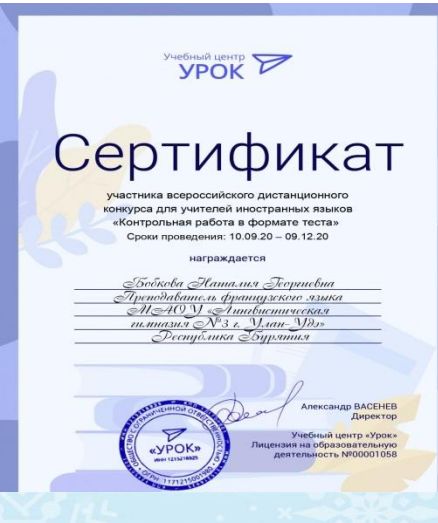 Учебный центр
УРОК
Сертификат
участника всероссийского дистанционного
конкурса для учителей иностранных языков
«Контрольная работа в формате теста»
Сроки проведения: 10.09.20 – 09.12.20
награждается
Бобкова Наталия Георгиевна
Преподаватель французского языка
МАОУ «Лингвистическая
гимназия №3 г. Улан-Удэ»
Республика Бурятия
Александр ВАСЕНЕВ
Директор
Учебный центр «Урок»
Лицензия на образовательную
деятельность №00001058
«УРОК»